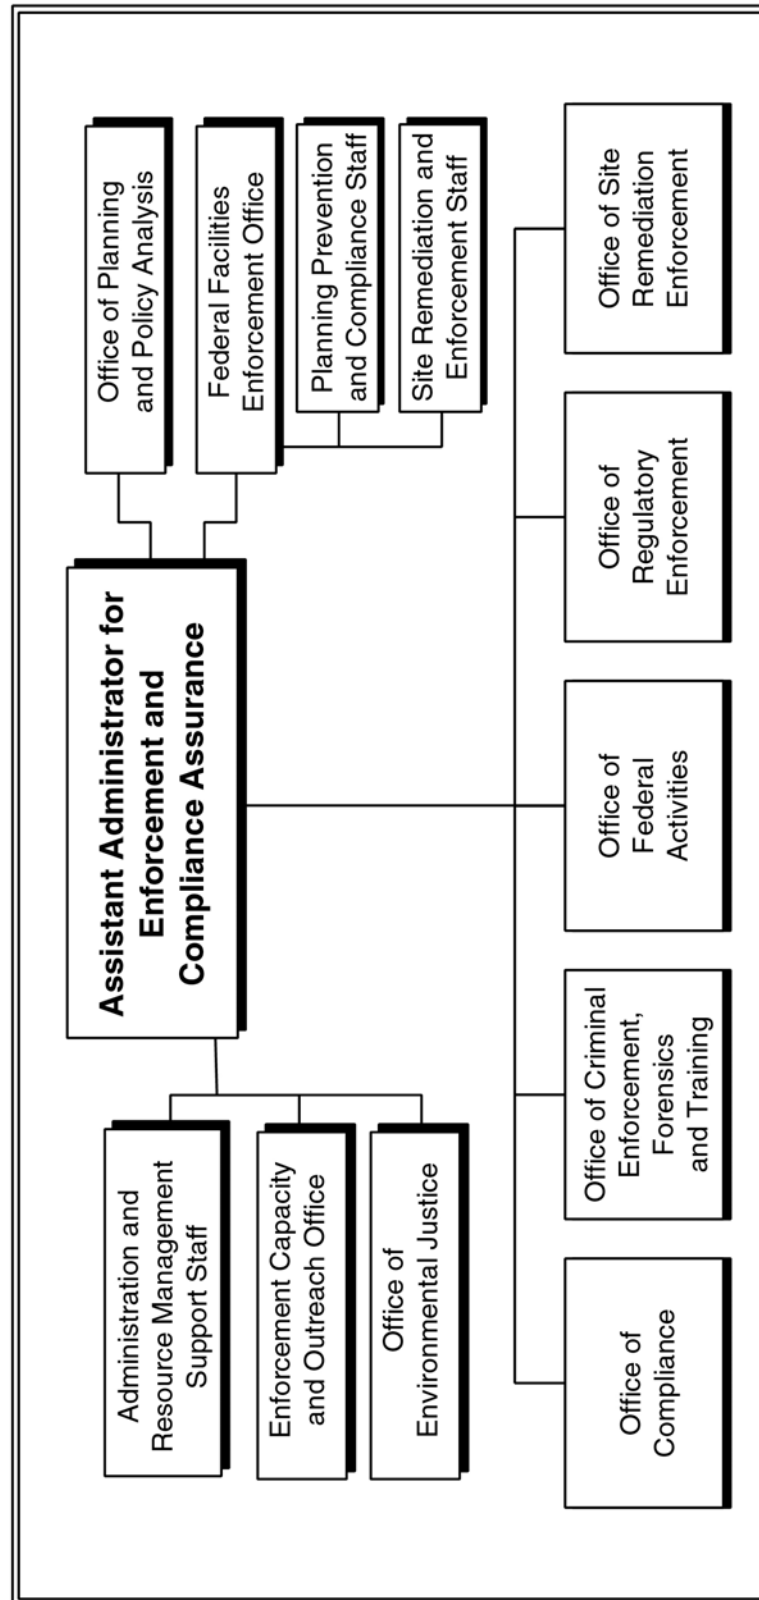 Assistant Administrator for
Enforcement and
Compliance Assurance
Administration and
Resource Management
Support Staff
Enforcement Capacity
and Outreach Office
Office of
Environmental Justice
Office of Planning
and Policy Analysis
Federal Facilities
Enforcement Office
Planning Prevention
and Compliance Staff
Site Remediation and
Enforcement Staff
Office of
Compliance
Office of Criminal
Enforcement,
Forensics
and Training
Office of
Federal
Activities
Office of
Regulatory
Enforcement
Office of Site
Remediation
Enforcement